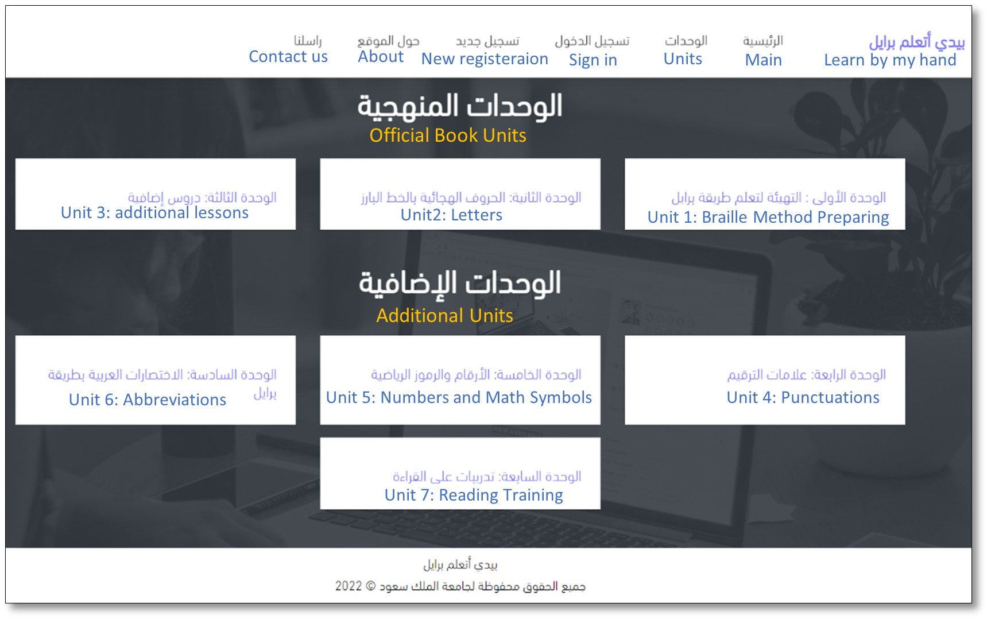 بيدي أتعلم برايل
Learn by my hand
الرئيسية
Main
الوحدات
Units
تسجيل الدخول
Sign in
تسجيل جديد
New registeraion
حول الموقع
About
راسلنا
Contact us
الوحدات المنهجية
Official Book Units
الوحدة الأولى : التهيئة لتعلم طريقة برايل
Unit 1: Braille Method Preparing
الوحدة الثانية: الحروف الهجائية بالخط البارز
Unit2: Letters
الوحدة الثالثة: دروس إضافية
Unit 3: additional lessons
الوحدات الإضافية
Additional Units
الوحدة الرابعة: علامات الترقيم
Unit 4: Punctuations
الوحدة الخامسة: الأرقام والرموز الرياضية
Unit 5: Numbers and Math Symbols
الوحدة السادسة: الاختصارات العربية بطريقة
برايل
Unit 6: Abbreviations
الوحدة السابعة: تدريبات على القراءة
Unit 7: Reading Training
بيدي أتعلم برايل
جميع الحقوق محفوظة لجامعة الملك سعود © 2022